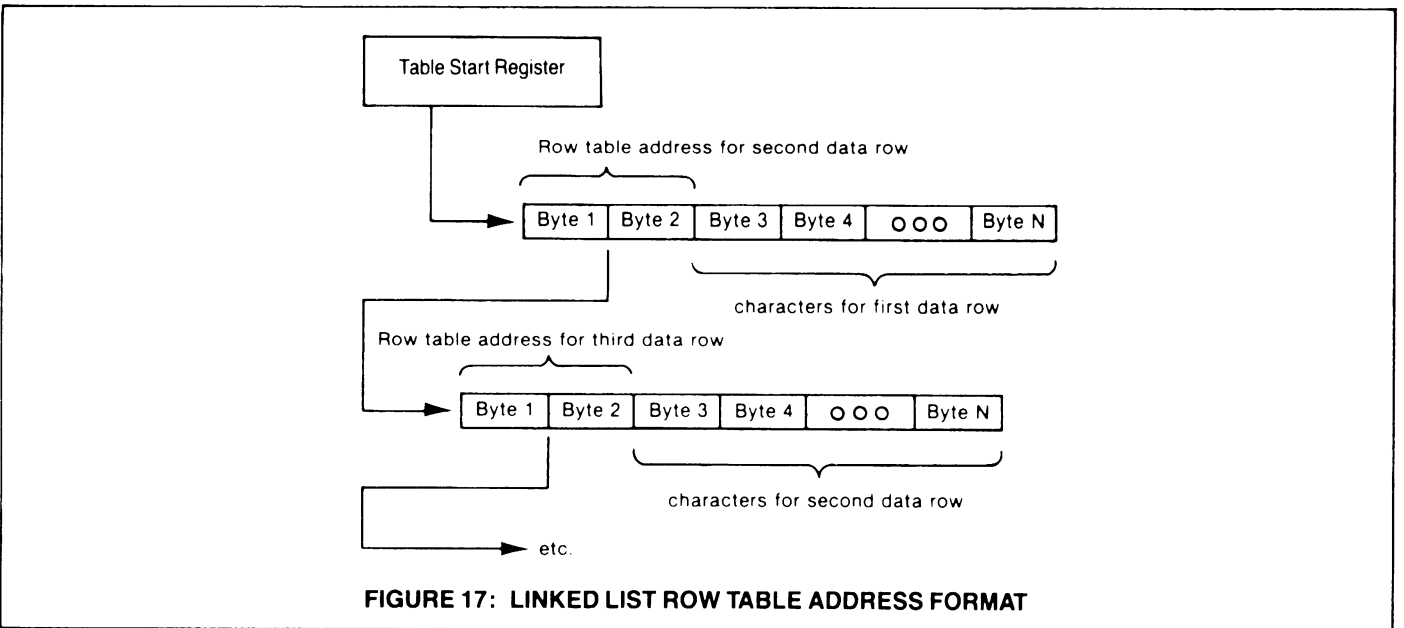 Table Start Register
Row table address for second data row
Byte 1 Byte 2 Byte 3 Byte 4 ooo Byte N
characters for first data row
Row table address for third data row
Byte 1 Byte 2 Byte 3 Byte 4 ooo Byte N
characters for second data row
etc.
FIGURE 17: LINKED LIST ROW TABLE ADDRESS FORMAT